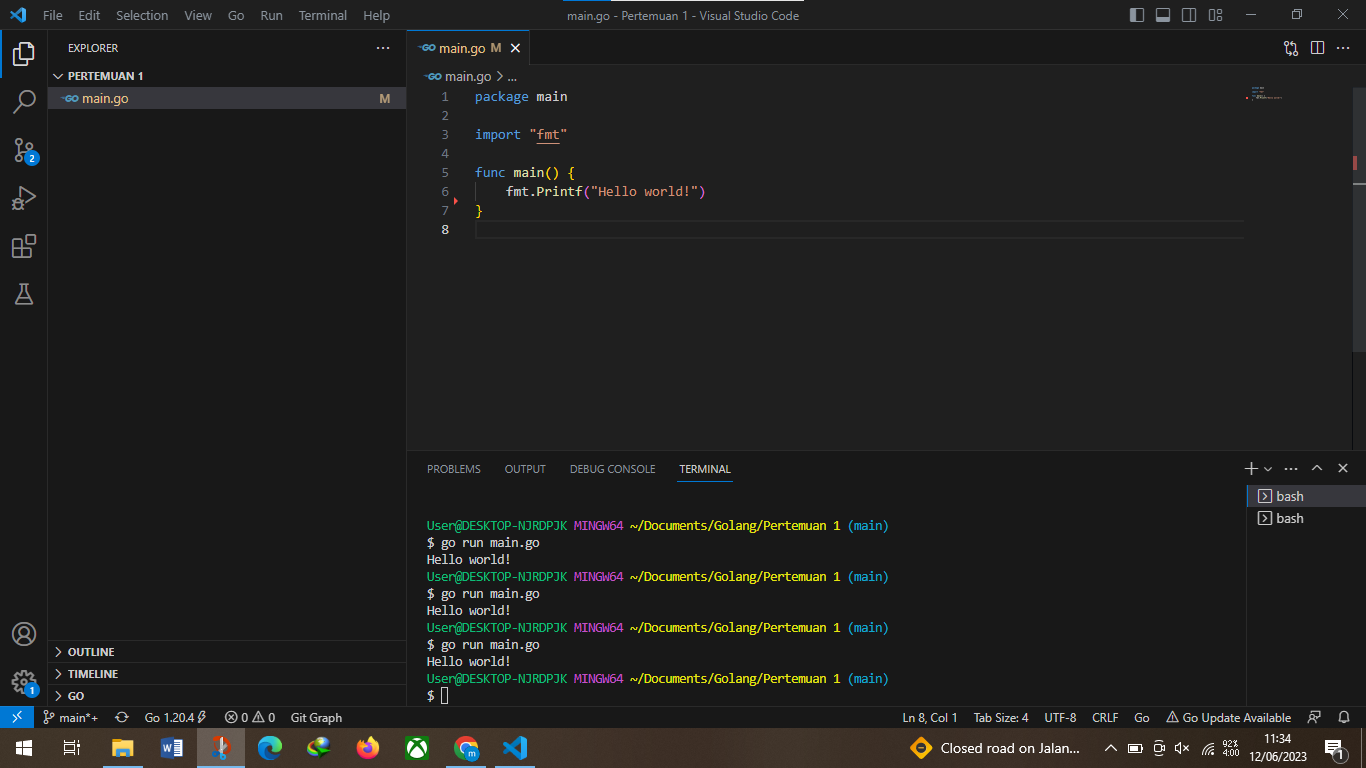 File Edit Selection View Go Run Terminal Help
main.go - Pertemuan 1 - Visual Studio Code
EXPLORER
PERTEMUAN 1
main.go M
2
OUTLINE
TIMELINE
GO
1
GO main.go M
GO main.go > ...
1 package main
2
3 import "fmt"
4
5 func main() {
6 fmt.Printf("Hello world!")
7 }
8
PROBLEMS OUTPUT DEBUG CONSOLE TERMINAL
bash
bash
User@DESKTOP-NJRDPJK MINGW64 ~/Documents/Golang/Pertemuan 1 (main)
$ go run main.go
Hello world!
User@DESKTOP-NJRDPJK MINGW64 ~/Documents/Golang/Pertemuan 1 (main)
$ go run main.go
Hello world!
User@DESKTOP-NJRDPJK MINGW64 ~/Documents/Golang/Pertemuan 1 (main)
$ go run main.go
Hello world!
User@DESKTOP-NJRDPJK MINGW64 ~/Documents/Golang/Pertemuan 1 (main)
$
main*+ Go 1.20.4 0 0 Git Graph Ln 8, Col 1 Tab Size: 4 UTF-8 CRLF Go Go Update Available
Closed road on Jalan... 92% 4:00 11:34 12/06/2023 1